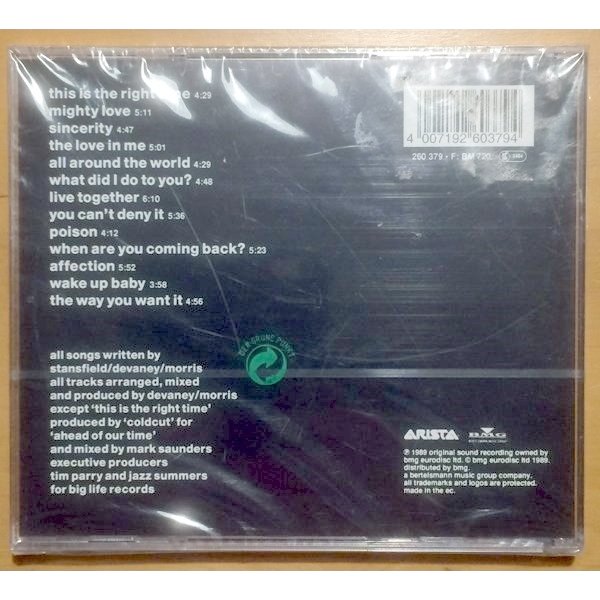 this is the right time 4:29
mighty love 5:11
sincerity 4:47
the love in me 5:01
all around the world 4:29
what did I do to you? 4:48
live together 6:10
you can't deny it 5:36
poison 4:12
when are you coming back? 5:23
affection 5:52
wake up baby 3:58
the way you want it 4:56
4 007192 603794
260 379 · F: BM 720
DER GRÜNE PUNKT
all songs written by
stansfield/devaney/morris
all tracks arranged, mixed
and produced by devaney/morris
except 'this is the right time'
produced by 'coldcut' for
'ahead of our time'
and mixed by mark saunders
executive producers
tim parry and jazz summers
for big life records
ARISTA BMG
℗ 1989 original sound recording owned by
bmg eurodisc ltd. © bmg eurodisc ltd 1989.
distributed by bmg.
a bertelsmann music group company.
all trademarks and logos are protected.
made in the ec.